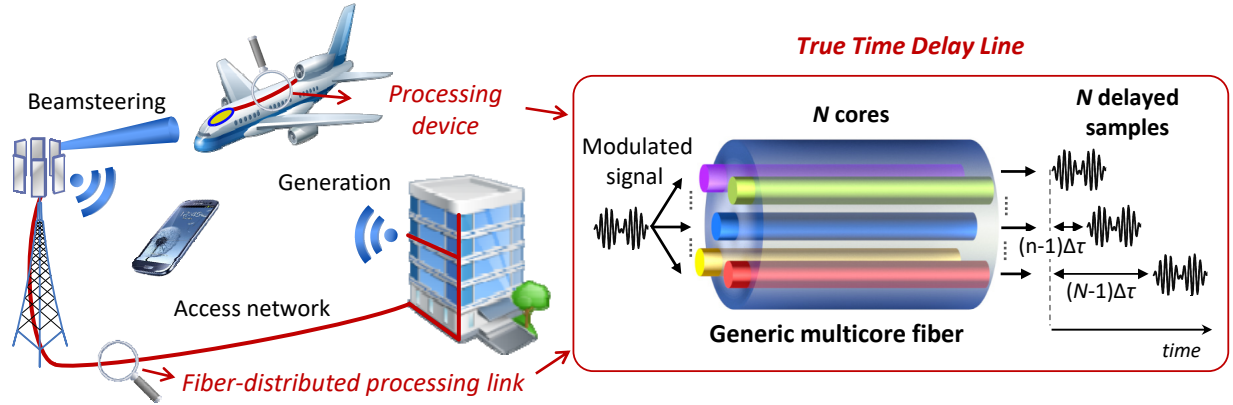 True Time Delay Line
Beamsteering
Processing
device
N cores
N delayed
samples
Modulated
signal
Generation
(n-1)Δτ
(N-1)Δτ
Access network
Generic multicore fiber
time
Fiber-distributed processing link